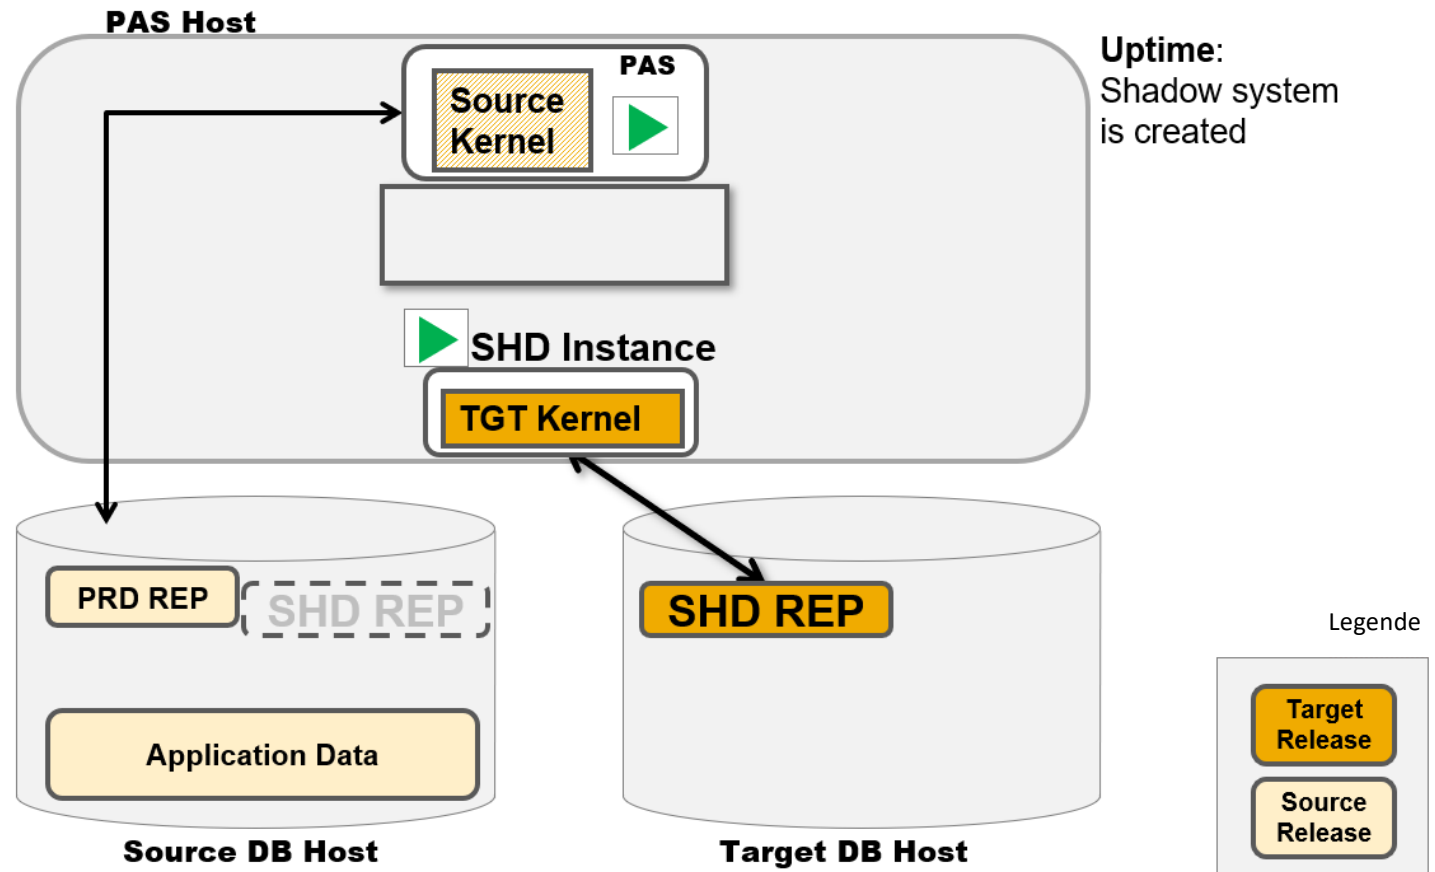 PAS Host
Uptime:
Shadow system
is created
PAS
Source
Kernel
SHD Instance
TGT Kernel
PRD REP
SHD REP
SHD REP
Application Data
Source DB Host
Target DB Host
Legende
Target
Release
Source
Release